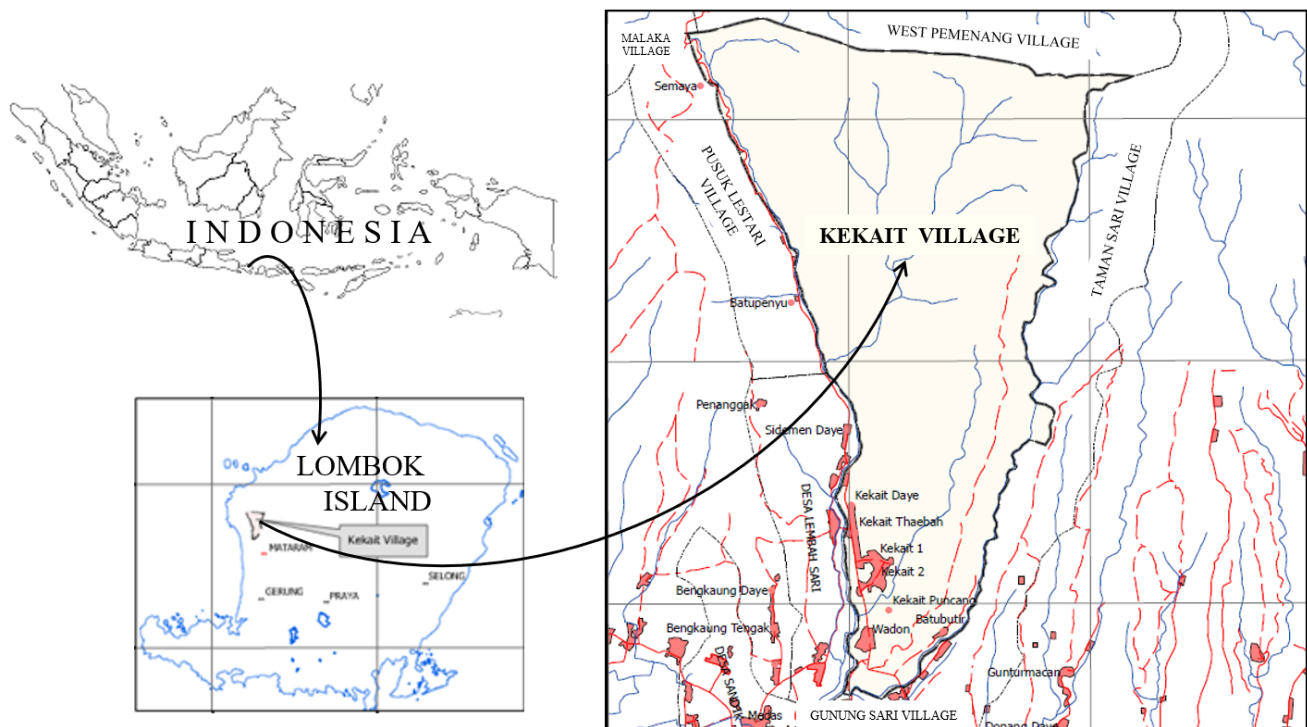 INDONESIA
LOMBOK
ISLAND
Kekait Village
MATARAM
SELONG
GERUNG
PRAYA
MALAKA
VILLAGE
WEST PEMENANG VILLAGE
Semaya
PUSUK LESTARI
VILLAGE
TAMAN SARI VILLAGE
KEKAIT VILLAGE
Batupenyu
Penanggak
Sidemen Daye
DESA LEMBAH SARI
Kekait Daye
Kekait Thaebah
Kekait 1
Kekait 2
Bengkaung Daye
Kekait Puncang
Batubutir
Bengkaung Tengak
Wadon
Gunturmacan
Medas
GUNUNG SARI VILLAGE